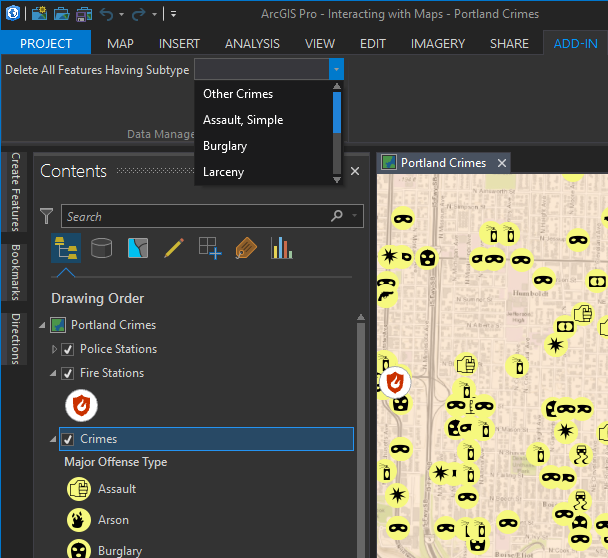 ArcGIS Pro - Interacting with Maps - Portland Crimes
PROJECT MAP INSERT ANALYSIS VIEW EDIT IMAGERY SHARE ADD-IN
Delete All Features Having Subtype
Other Crimes
Assault, Simple
Burglary
Larceny
Data Manage
Create Features
Bookmarks
Directions
Contents
Search
Drawing Order
Portland Crimes
Police Stations
Fire Stations
Crimes
Major Offense Type
Assault
Arson
Burglary
Portland Crimes
Humboldt